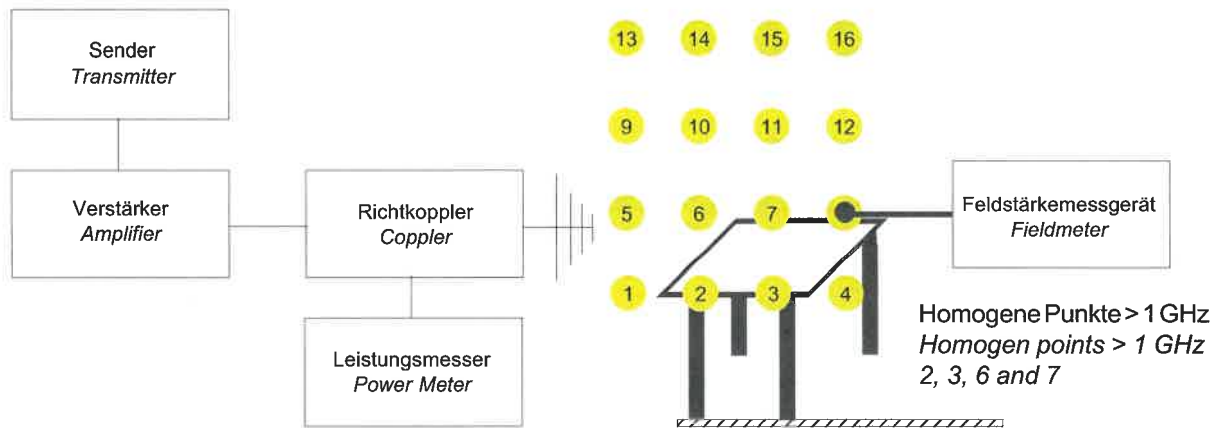 Sender
Transmitter
Verstärker
Amplifier
Richtkoppler
Coppler
Leistungsmesser
Power Meter
13 14 15 16
9 10 11 12
5 6 7
1 2 3 4
Feldstärkemessgerät
Fieldmeter
Homogene Punkte > 1 GHz
Homogen points > 1 GHz
2, 3, 6 and 7